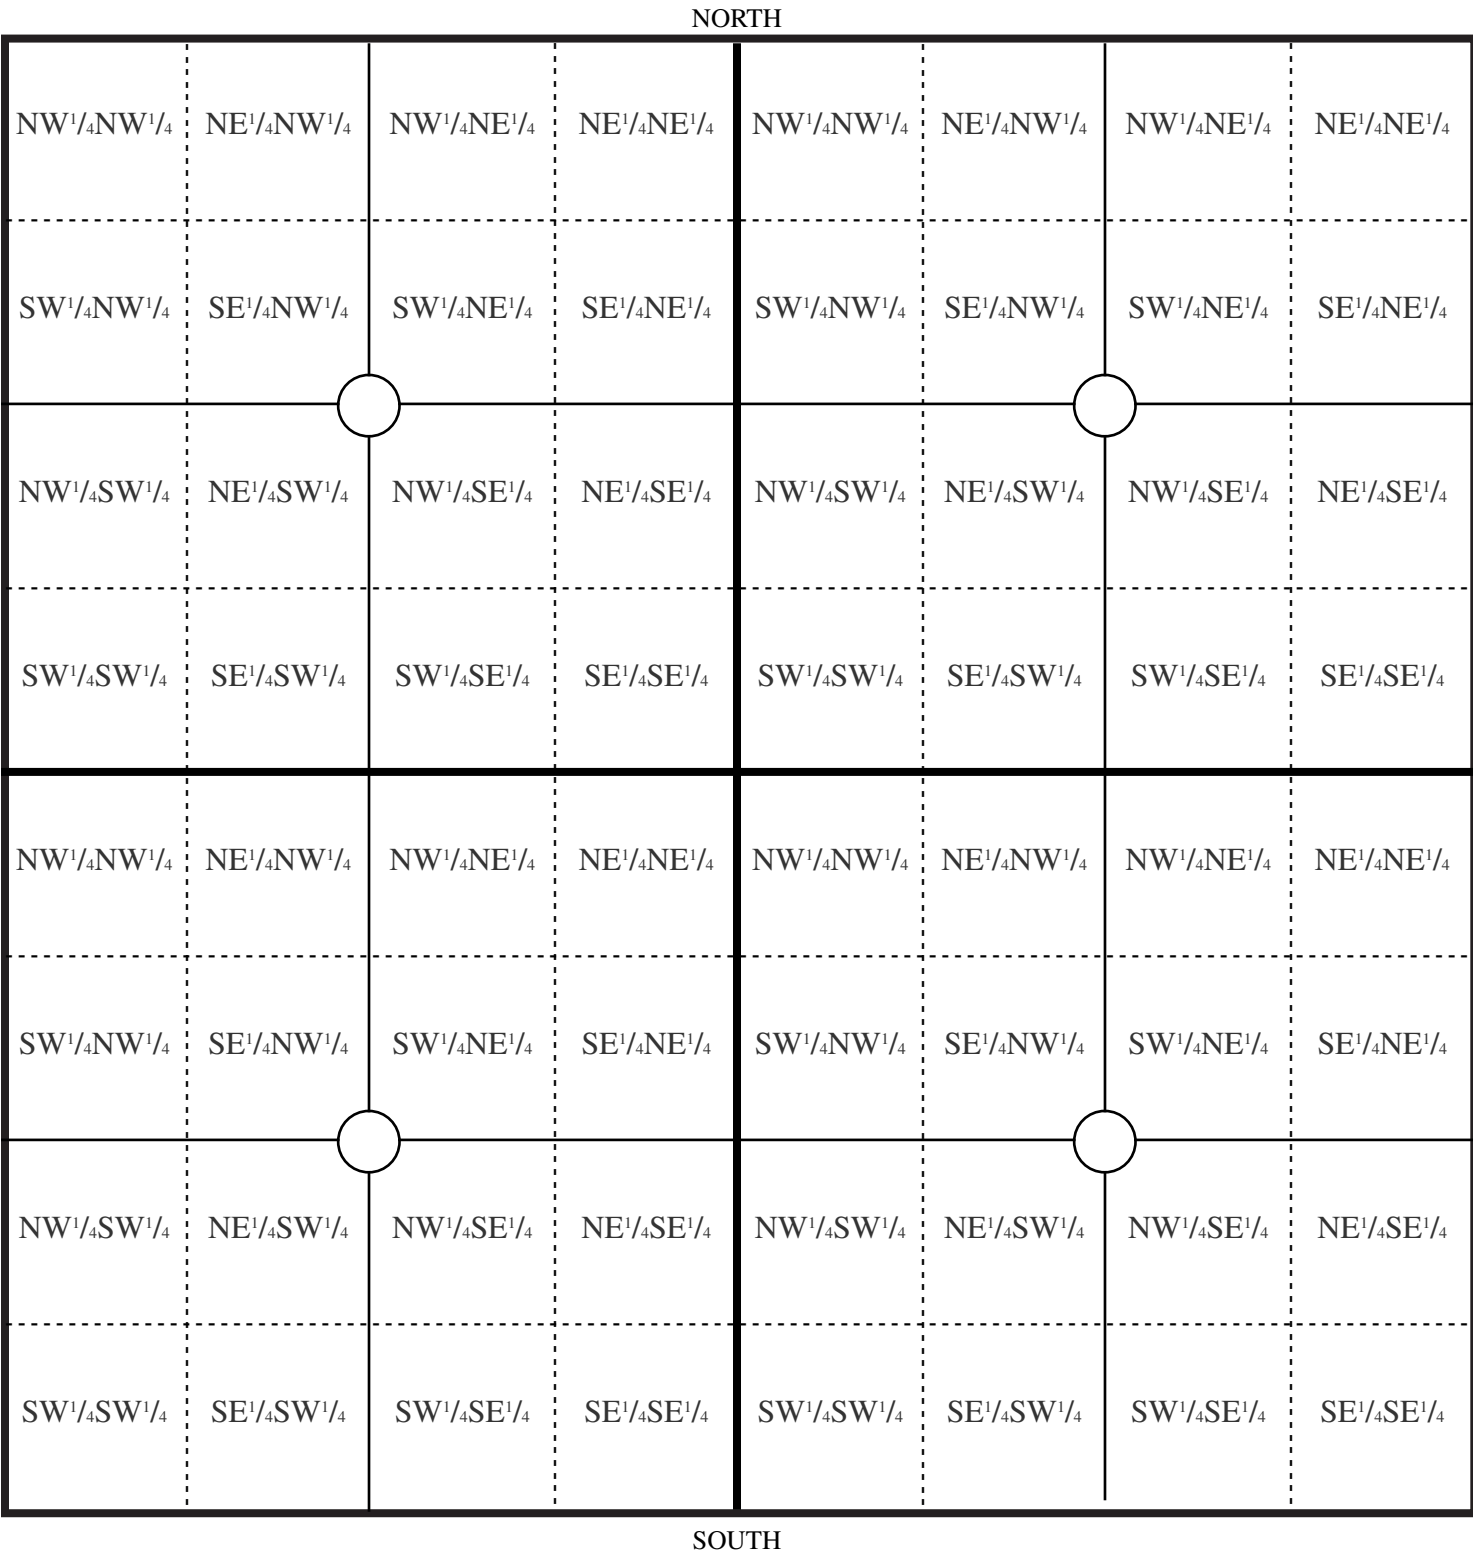 NORTH
NW¹/₄NW¹/₄ NE¹/₄NW¹/₄ NW¹/₄NE¹/₄ NE¹/₄NE¹/₄ NW¹/₄NW¹/₄ NE¹/₄NW¹/₄ NW¹/₄NE¹/₄ NE¹/₄NE¹/₄
SW¹/₄NW¹/₄ SE¹/₄NW¹/₄ SW¹/₄NE¹/₄ SE¹/₄NE¹/₄ SW¹/₄NW¹/₄ SE¹/₄NW¹/₄ SW¹/₄NE¹/₄ SE¹/₄NE¹/₄
NW¹/₄SW¹/₄ NE¹/₄SW¹/₄ NW¹/₄SE¹/₄ NE¹/₄SE¹/₄ NW¹/₄SW¹/₄ NE¹/₄SW¹/₄ NW¹/₄SE¹/₄ NE¹/₄SE¹/₄
SW¹/₄SW¹/₄ SE¹/₄SW¹/₄ SW¹/₄SE¹/₄ SE¹/₄SE¹/₄ SW¹/₄SW¹/₄ SE¹/₄SW¹/₄ SW¹/₄SE¹/₄ SE¹/₄SE¹/₄
NW¹/₄NW¹/₄ NE¹/₄NW¹/₄ NW¹/₄NE¹/₄ NE¹/₄NE¹/₄ NW¹/₄NW¹/₄ NE¹/₄NW¹/₄ NW¹/₄NE¹/₄ NE¹/₄NE¹/₄
SW¹/₄NW¹/₄ SE¹/₄NW¹/₄ SW¹/₄NE¹/₄ SE¹/₄NE¹/₄ SW¹/₄NW¹/₄ SE¹/₄NW¹/₄ SW¹/₄NE¹/₄ SE¹/₄NE¹/₄
NW¹/₄SW¹/₄ NE¹/₄SW¹/₄ NW¹/₄SE¹/₄ NE¹/₄SE¹/₄ NW¹/₄SW¹/₄ NE¹/₄SW¹/₄ NW¹/₄SE¹/₄ NE¹/₄SE¹/₄
SW¹/₄SW¹/₄ SE¹/₄SW¹/₄ SW¹/₄SE¹/₄ SE¹/₄SE¹/₄ SW¹/₄SW¹/₄ SE¹/₄SW¹/₄ SW¹/₄SE¹/₄ SE¹/₄SE¹/₄
SOUTH